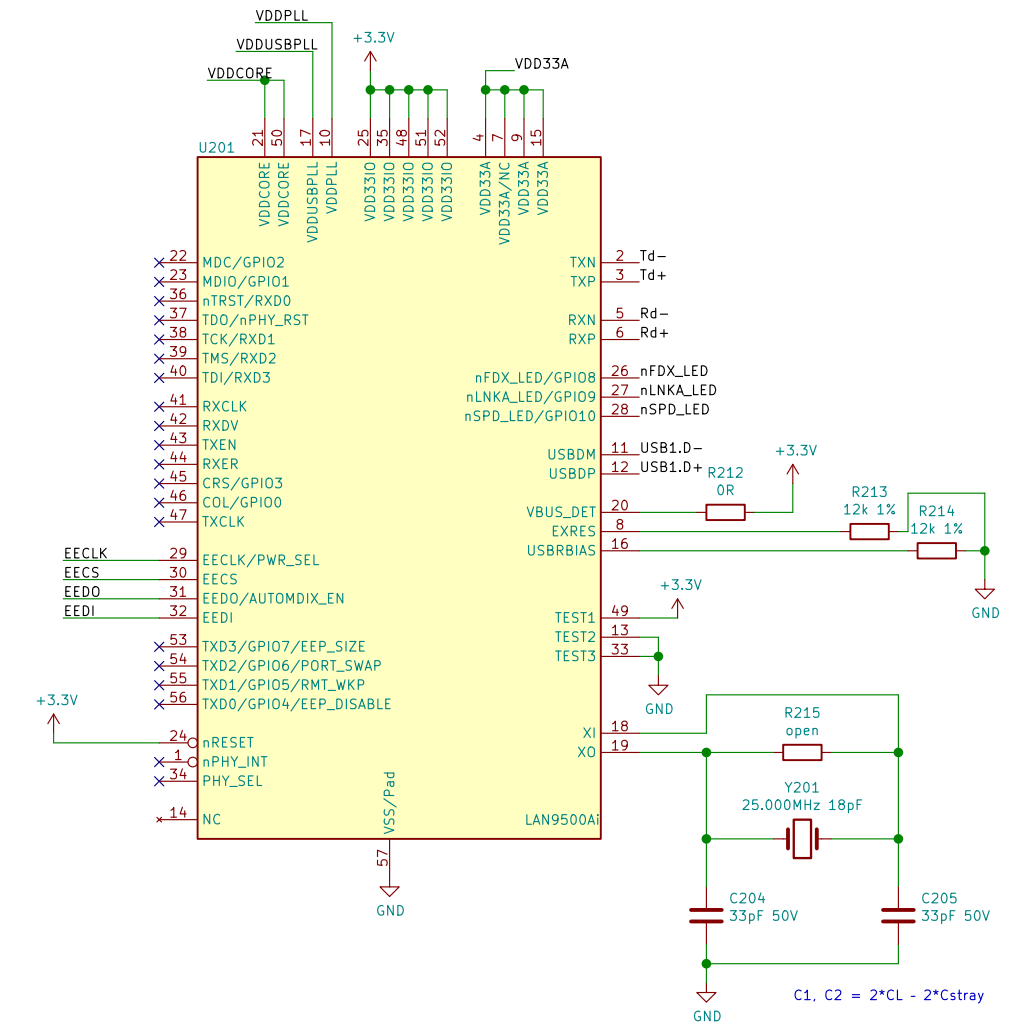 VDDPLL
VDDUSBPLL
VDDCORE
+3.3V
VDD33A
21
50
17
10
25
35
48
51
52
4
7
9
15
U201
VDDCORE
VDDCORE
VDDUSBPLL
VDDPLL
VDD33IO
VDD33IO
VDD33IO
VDD33IO
VDD33IO
VDD33A
VDD33A/NC
VDD33A
VDD33A
22 MDC/GPIO2
23 MDIO/GPIO1
36 nTRST/RXD0
37 TDO/nPHY_RST
38 TCK/RXD1
39 TMS/RXD2
40 TDI/RXD3
41 RXCLK
42 RXDV
43 TXEN
44 RXER
45 CRS/GPIO3
46 COL/GPIO0
47 TXCLK
EECLK 29 EECLK/PWR_SEL
EECS 30 EECS
EEDO 31 EEDO/AUTOMDIX_EN
EEDI 32 EEDI
53 TXD3/GPIO7/EEP_SIZE
54 TXD2/GPIO6/PORT_SWAP
55 TXD1/GPIO5/RMT_WKP
56 TXD0/GPIO4/EEP_DISABLE
+3.3V
24 nRESET
1 nPHY_INT
34 PHY_SEL
14 NC
VSS/Pad
57
GND
LAN9500Ai
TXN 2 Td-
TXP 3 Td+
RXN 5 Rd-
RXP 6 Rd+
nFDX_LED/GPIO8 26 nFDX_LED
nLNKA_LED/GPIO9 27 nLNKA_LED
nSPD_LED/GPIO10 28 nSPD_LED
USBDM 11 USB1.D-
USBDP 12 USB1.D+
VBUS_DET 20
EXRES 8
USBRBIAS 16
R212
0R
+3.3V
R213
12k 1%
R214
12k 1%
GND
TEST1 49
TEST2 13
TEST3 33
+3.3V
GND
XI 18
XO 19
R215
open
Y201
25.000MHz 18pF
C204
33pF 50V
C205
33pF 50V
GND
C1, C2 = 2*CL - 2*Cstray